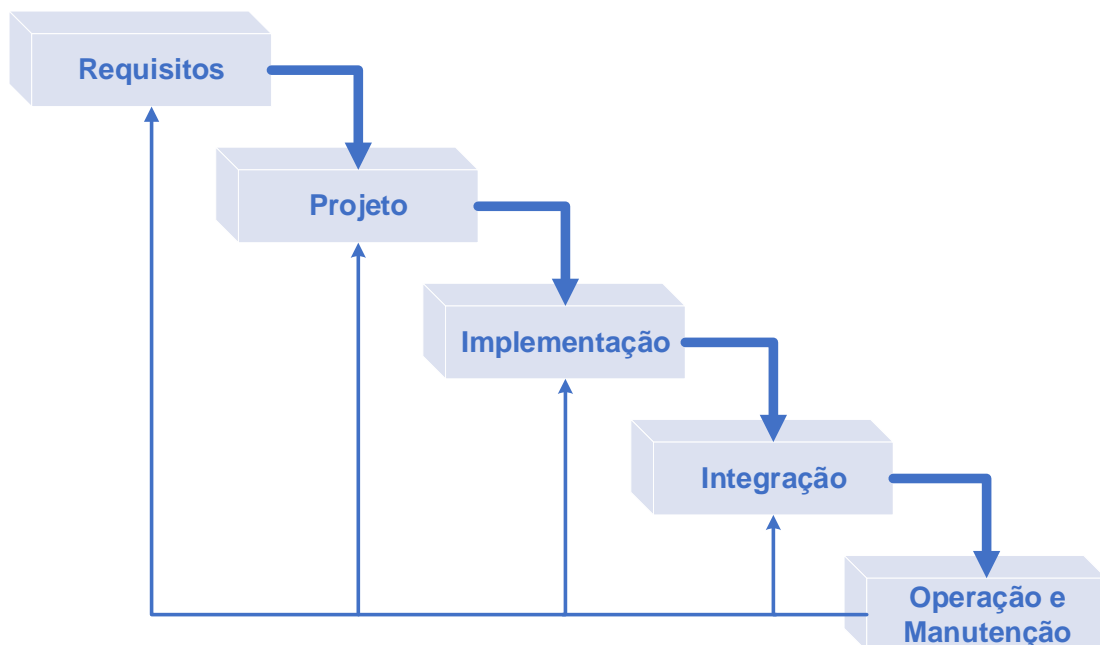 Requisitos
Projeto
Implementação
Integração
Operação e
Manutenção